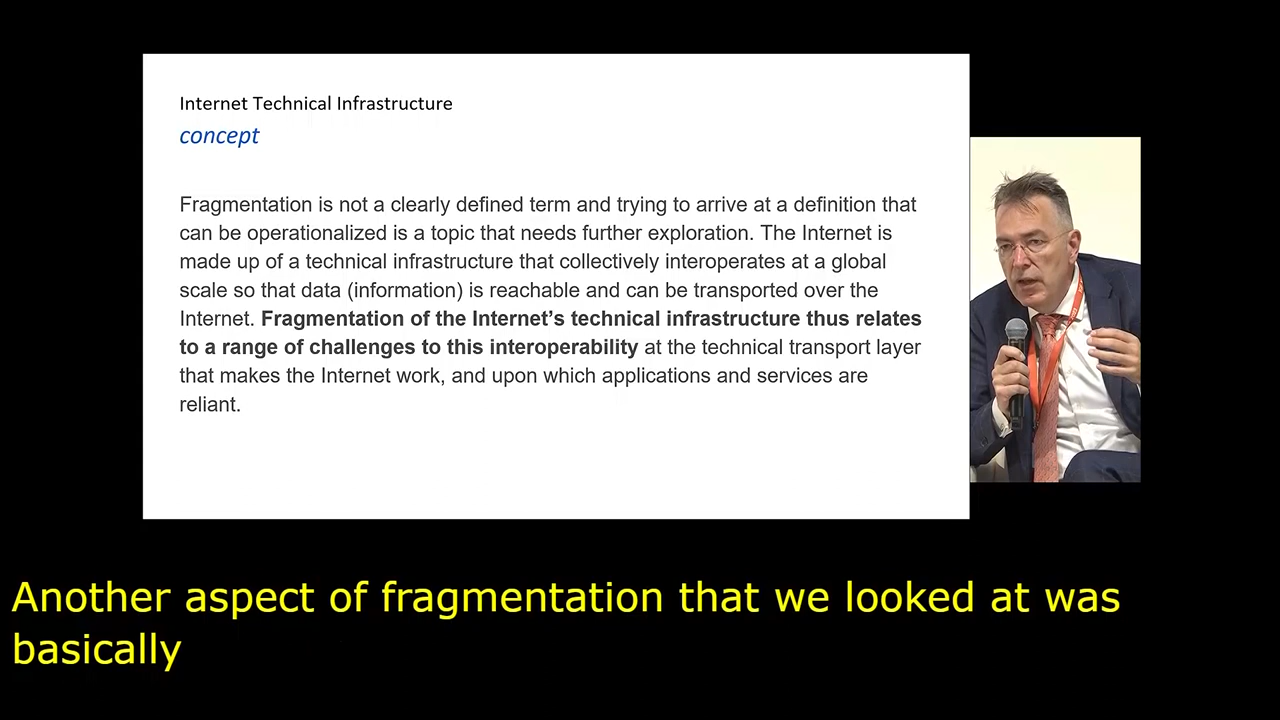 Internet Technical Infrastructure
concept
Fragmentation is not a clearly defined term and trying to arrive at a definition that
can be operationalized is a topic that needs further exploration. The Internet is
made up of a technical infrastructure that collectively interoperates at a global
scale so that data (information) is reachable and can be transported over the
Internet. Fragmentation of the Internet’s technical infrastructure thus relates
to a range of challenges to this interoperability at the technical transport layer
that makes the Internet work, and upon which applications and services are
reliant.
Another aspect of fragmentation that we looked at was
basically